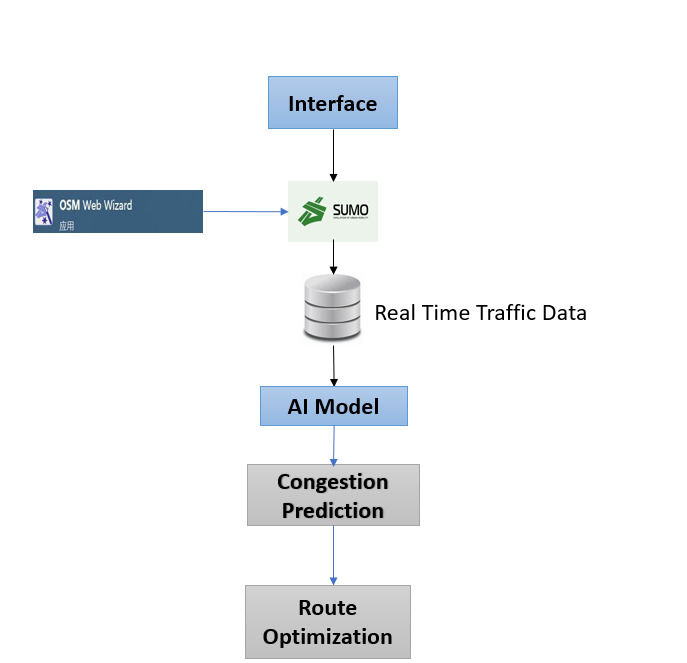 Interface
OSM Web Wizard
应用
SUMO
Real Time Traffic Data
AI Model
Congestion
Prediction
Route
Optimization